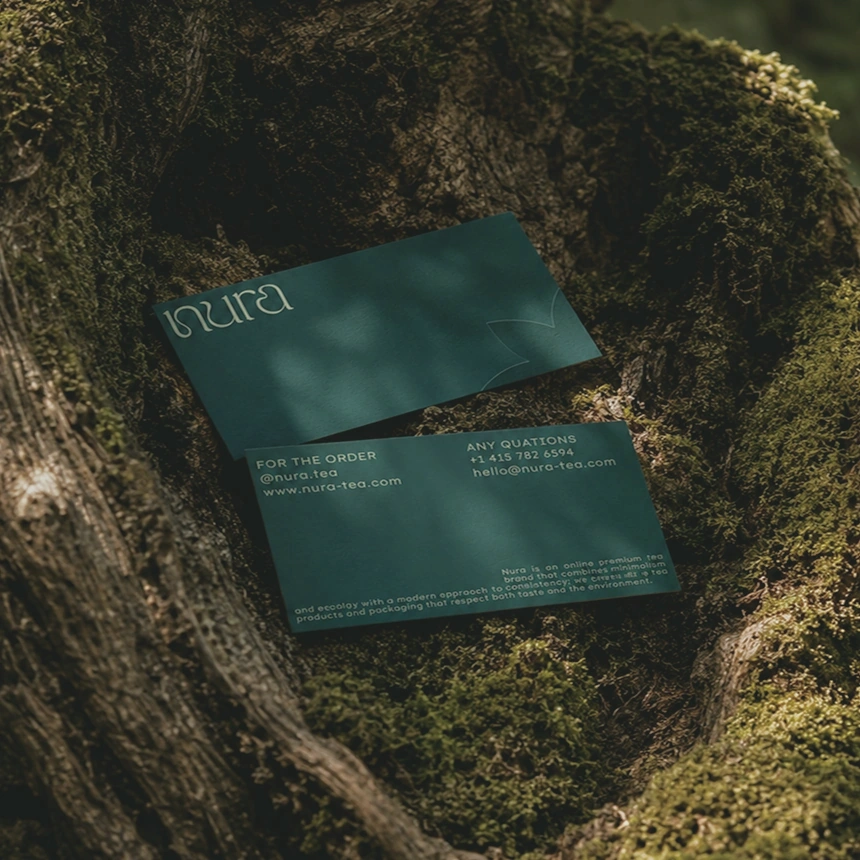 nura
FOR THE ORDER
@nura.tea
www.nura-tea.com
ANY QUATIONS
+1 415 782 6594
hello@nura-tea.com
Nura is an online premium tea
brand that combines minimalism
and ecology with a modern approach to consistency; we tea
products and packaging that respect both taste and the environment.